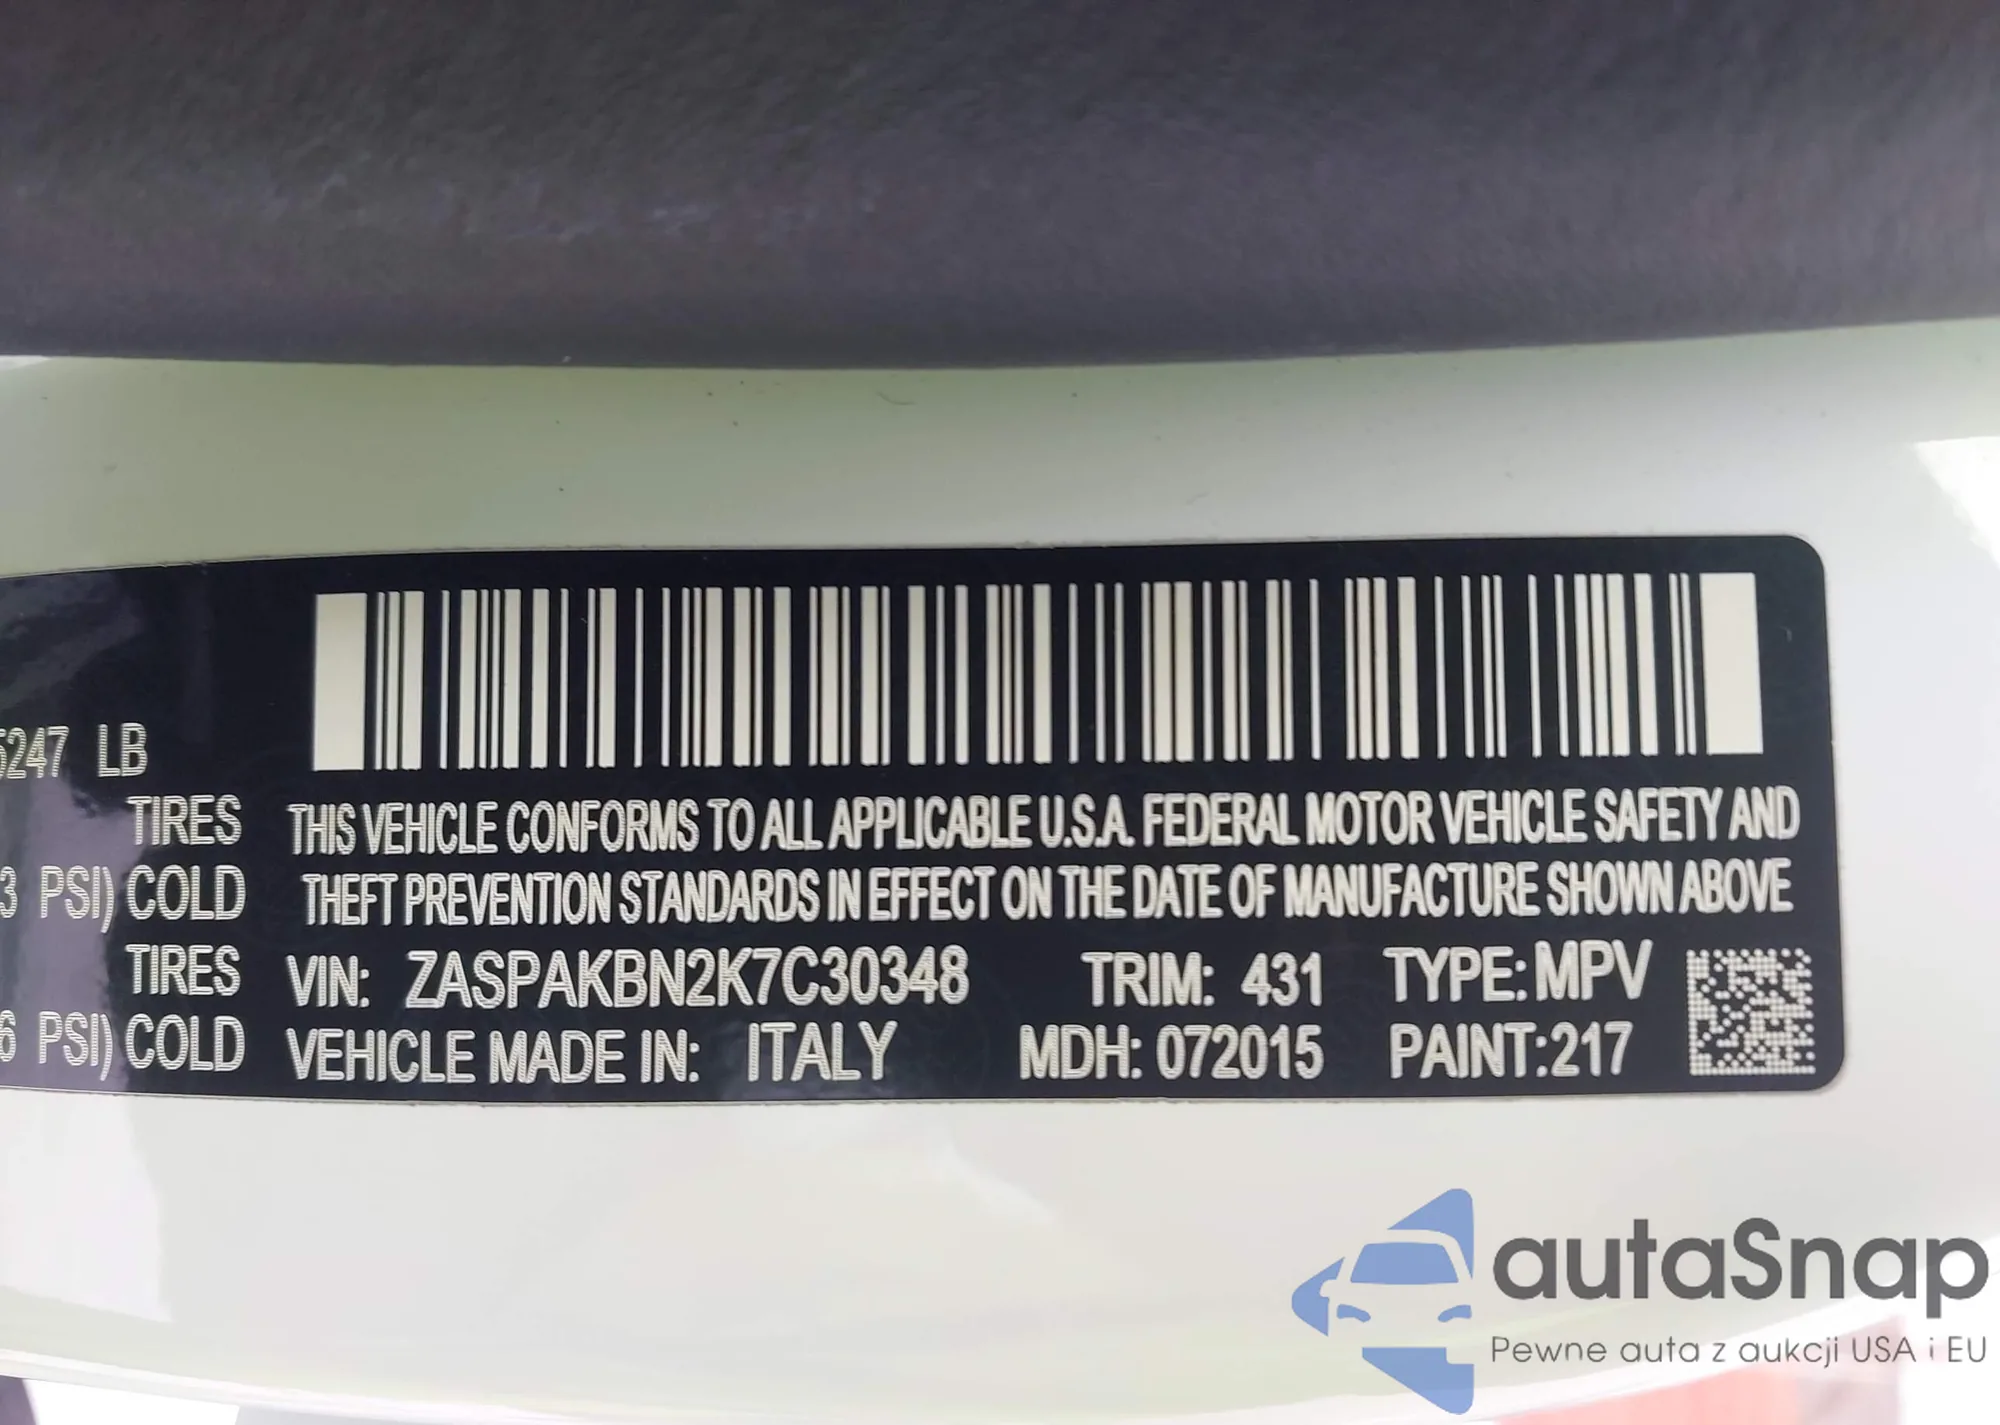 5247 LB
TIRES
THIS VEHICLE CONFORMS TO ALL APPLICABLE U.S.A. FEDERAL MOTOR VEHICLE SAFETY AND
3 PSI) COLD
THEFT PREVENTION STANDARDS IN EFFECT ON THE DATE OF MANUFACTURE SHOWN ABOVE
TIRES
VIN: ZASPAKBN2K7C30348 TRIM: 431 TYPE: MPV
6 PSI) COLD
VEHICLE MADE IN: ITALY MDH: 072015 PAINT:217
autaSnap
Pewne auta z aukcji USA i EU